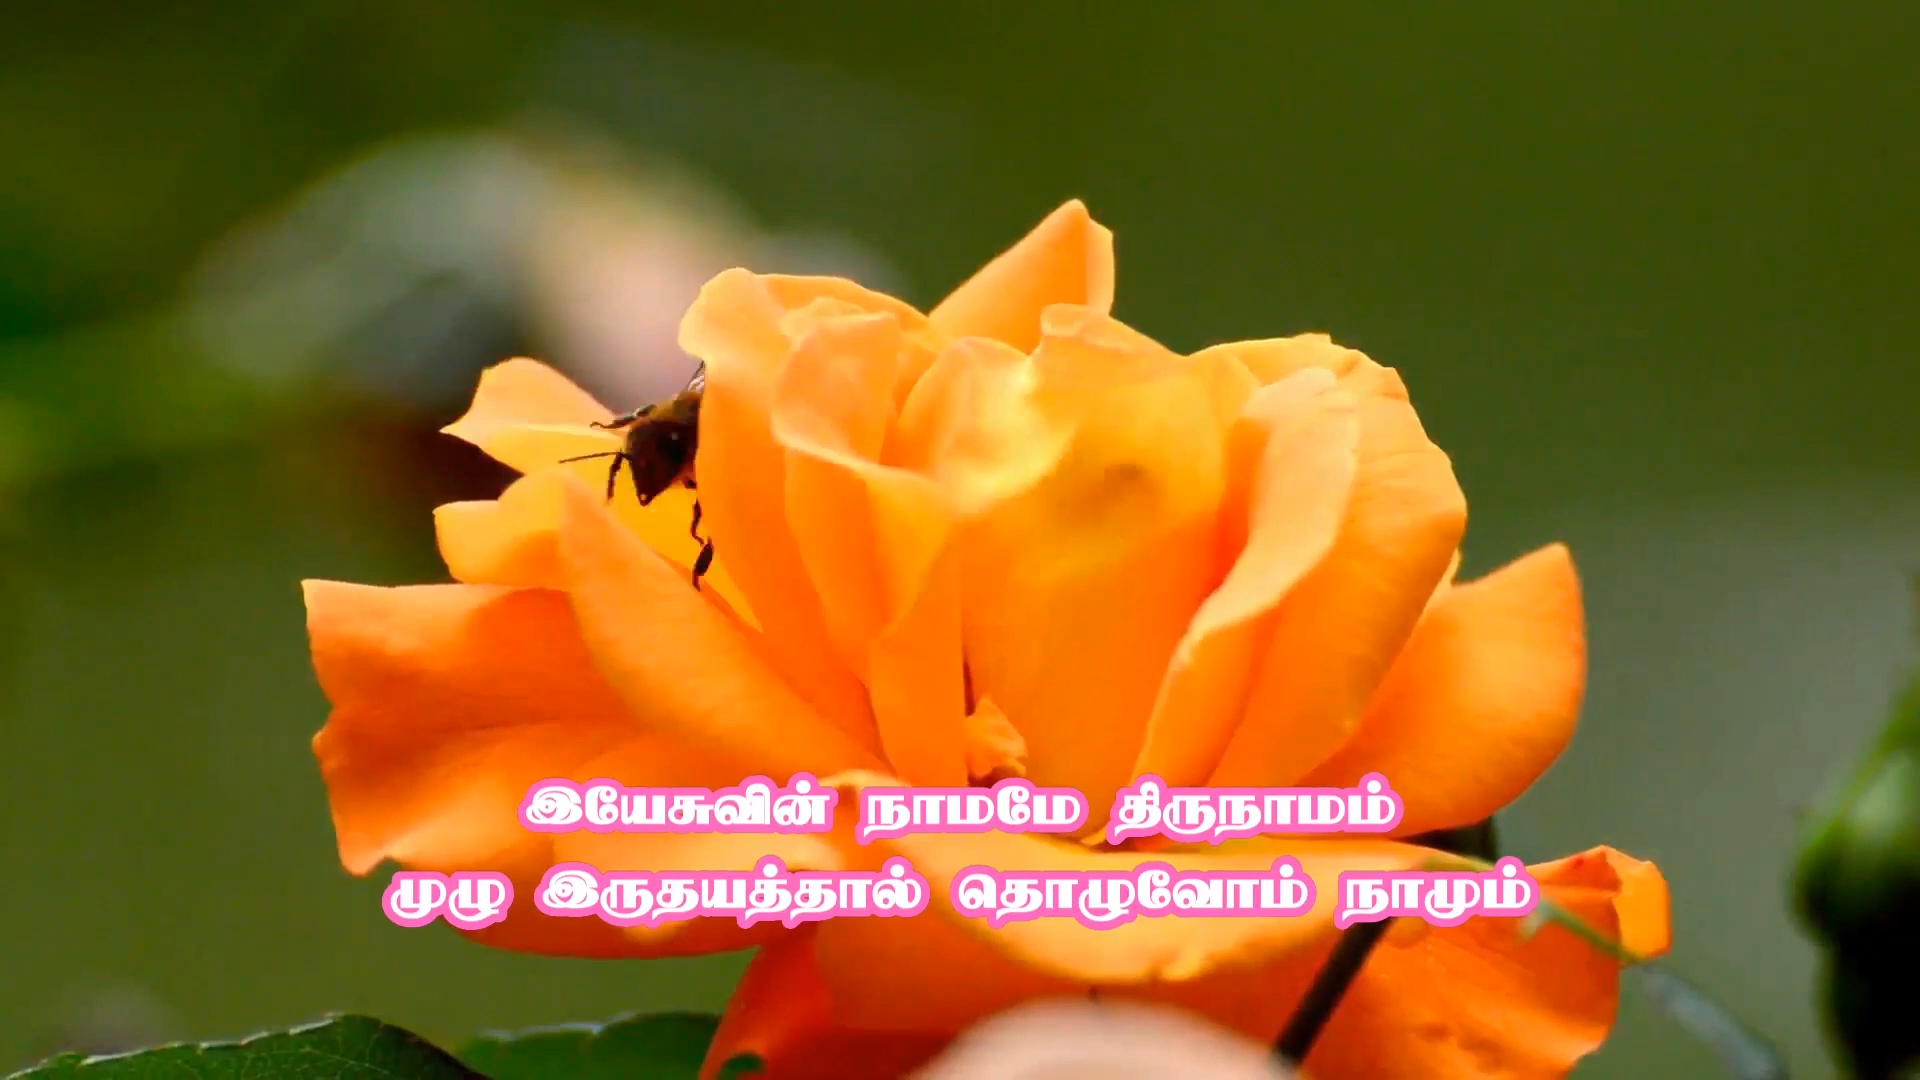 இயேசுவின் நாமமே திருநாமம்
முழு இருதயத்தால் தொழுவோம் நாமும்